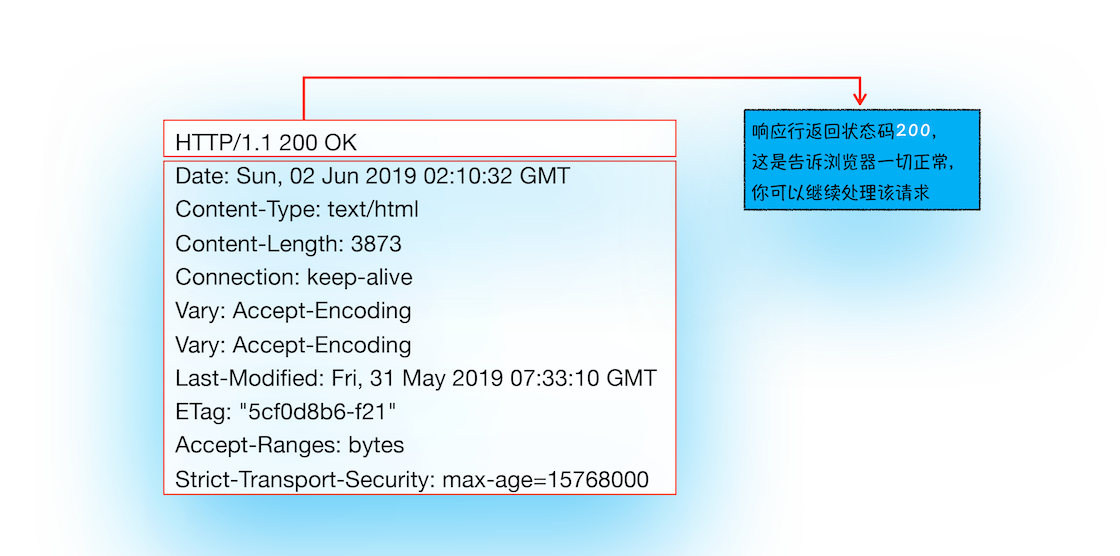 HTTP/1.1 200 OK
Date: Sun, 02 Jun 2019 02:10:32 GMT
Content-Type: text/html
Content-Length: 3873
Connection: keep-alive
Vary: Accept-Encoding
Vary: Accept-Encoding
Last-Modified: Fri, 31 May 2019 07:33:10 GMT
ETag: "5cf0d8b6-f21"
Accept-Ranges: bytes
Strict-Transport-Security: max-age=15768000
响应行返回状态码200，
这是告诉浏览器一切正常，
你可以继续处理该请求